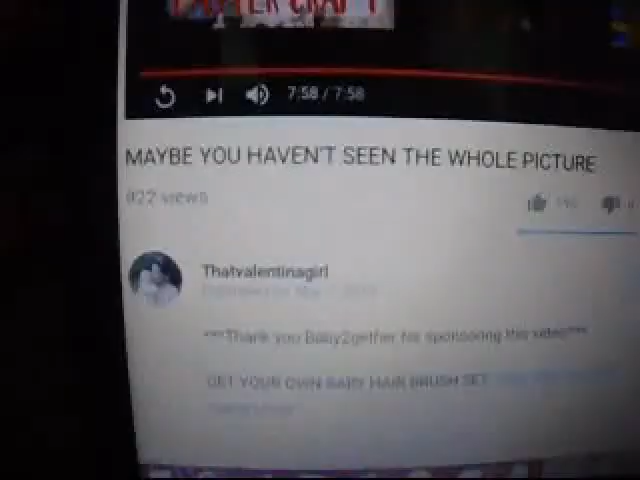 7:58 / 7:58
MAYBE YOU HAVEN'T SEEN THE WHOLE PICTURE
922 views
Thatvalentinagirl
***Thank you Baby2gether for sponsoring this video***
GET YOUR OWN BABY HAIR BRUSH SET